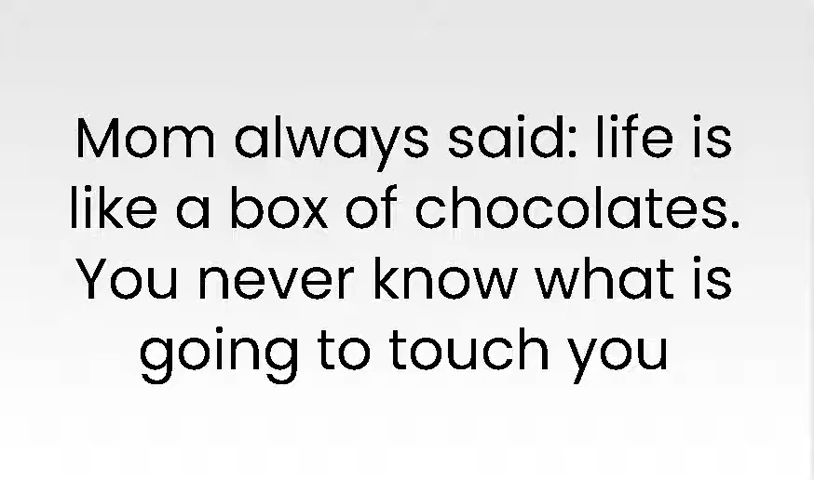 Mom always said: life is
like a box of chocolates.
You never know what is
going to touch you